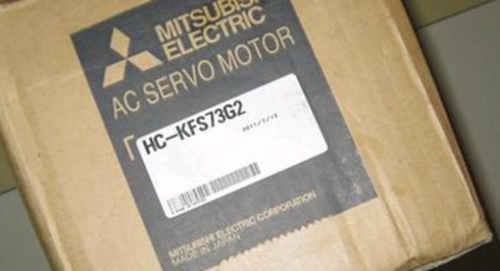 MITSUBISHI
ELECTRIC
AC SERVO MOTOR
HC-KFS73G2
MITSUBISHI ELECTRIC CORPORATION
MADE IN JAPAN